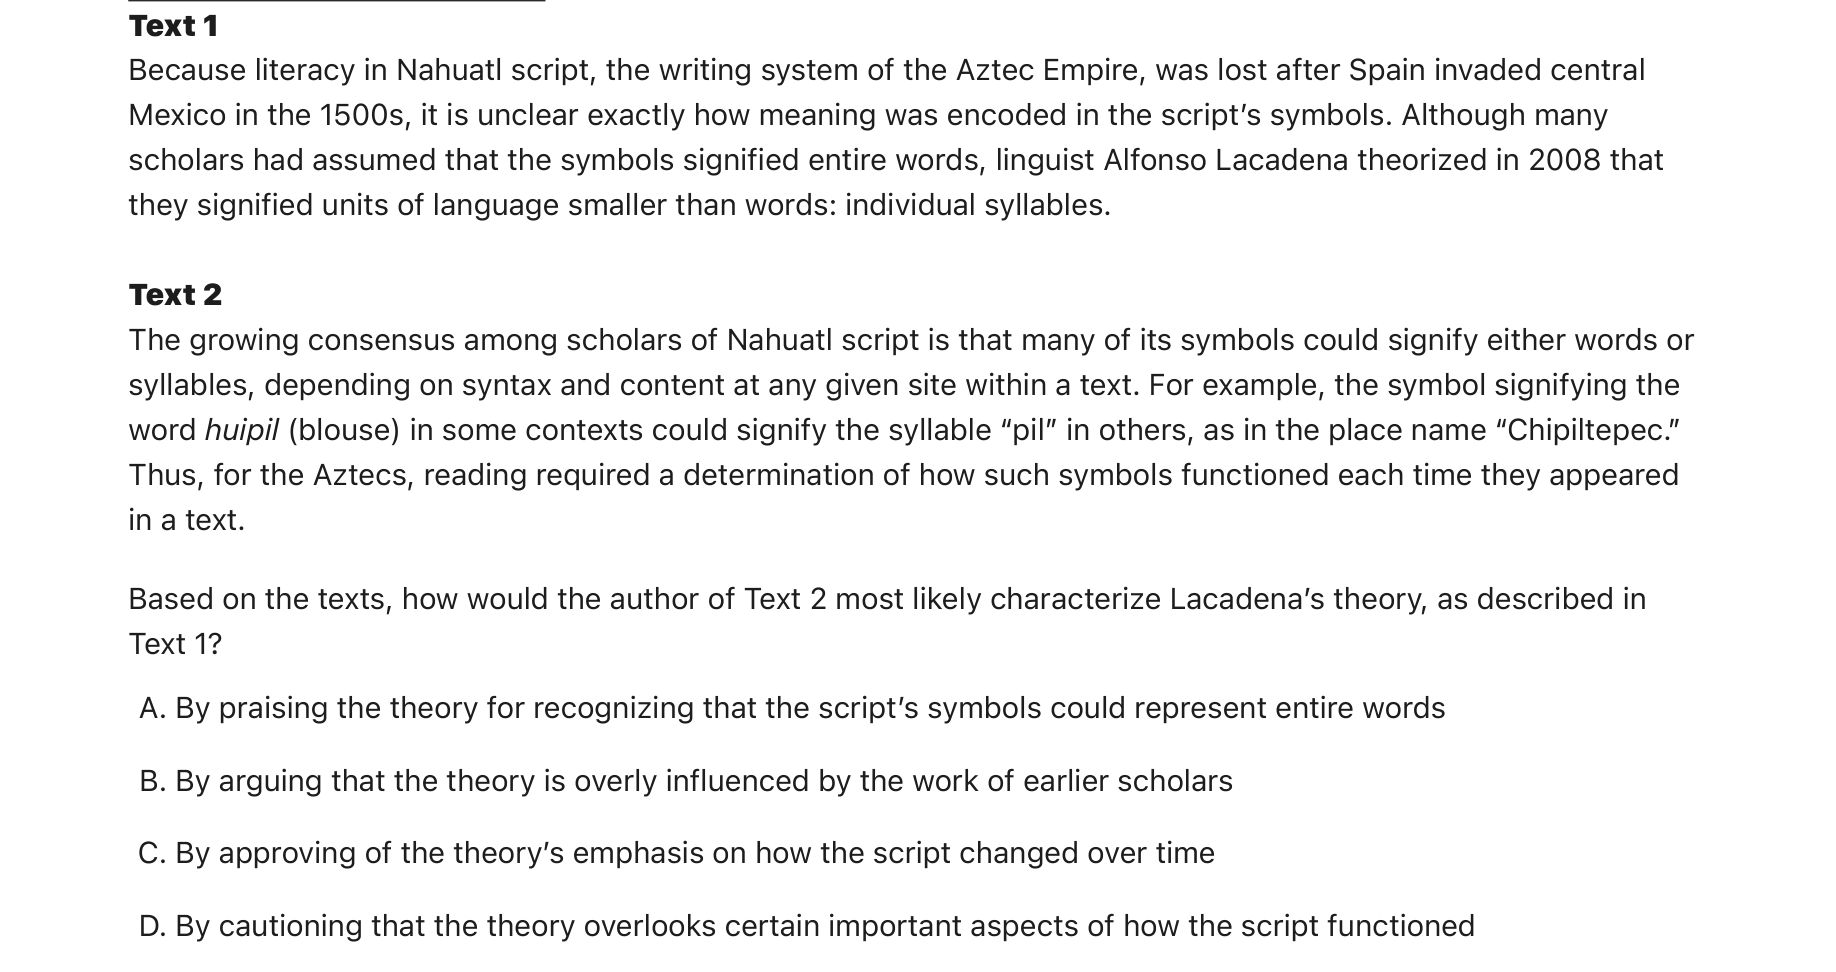 Text 1
Because literacy in Nahuatl script, the writing system of the Aztec Empire, was lost after Spain invaded central
Mexico in the 1500s, it is unclear exactly how meaning was encoded in the script’s symbols. Although many
scholars had assumed that the symbols signified entire words, linguist Alfonso Lacadena theorized in 2008 that
they signified units of language smaller than words: individual syllables.
Text 2
The growing consensus among scholars of Nahuatl script is that many of its symbols could signify either words or
syllables, depending on syntax and content at any given site within a text. For example, the symbol signifying the
word huipil (blouse) in some contexts could signify the syllable “pil” in others, as in the place name “Chipiltepec.”
Thus, for the Aztecs, reading required a determination of how such symbols functioned each time they appeared
in a text.
Based on the texts, how would the author of Text 2 most likely characterize Lacadena’s theory, as described in
Text 1?
A. By praising the theory for recognizing that the script’s symbols could represent entire words
B. By arguing that the theory is overly influenced by the work of earlier scholars
C. By approving of the theory’s emphasis on how the script changed over time
D. By cautioning that the theory overlooks certain important aspects of how the script functioned